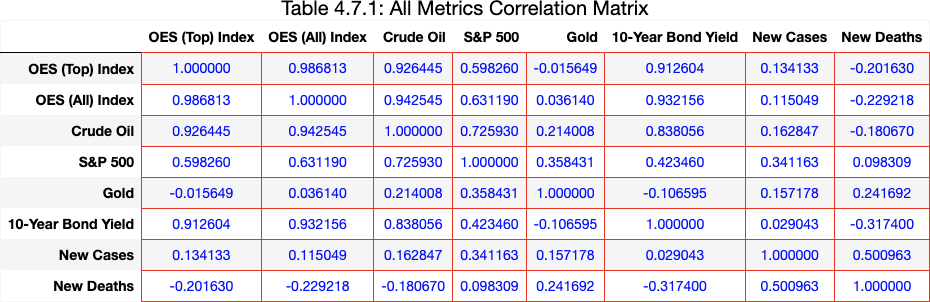 Table 4.7.1: All Metrics Correlation Matrix
OES (Top) Index OES (All) Index Crude Oil S&P 500 Gold 10-Year Bond Yield New Cases New Deaths
OES (Top) Index 1.000000 0.986813 0.926445 0.598260 -0.015649 0.912604 0.134133 -0.201630
OES (All) Index 0.986813 1.000000 0.942545 0.631190 0.036140 0.932156 0.115049 -0.229218
Crude Oil 0.926445 0.942545 1.000000 0.725930 0.214008 0.838056 0.162847 -0.180670
S&P 500 0.598260 0.631190 0.725930 1.000000 0.358431 0.423460 0.341163 0.098309
Gold -0.015649 0.036140 0.214008 0.358431 1.000000 -0.106595 0.157178 0.241692
10-Year Bond Yield 0.912604 0.932156 0.838056 0.423460 -0.106595 1.000000 0.029043 -0.317400
New Cases 0.134133 0.115049 0.162847 0.341163 0.157178 0.029043 1.000000 0.500963
New Deaths -0.201630 -0.229218 -0.180670 0.098309 0.241692 -0.317400 0.500963 1.000000